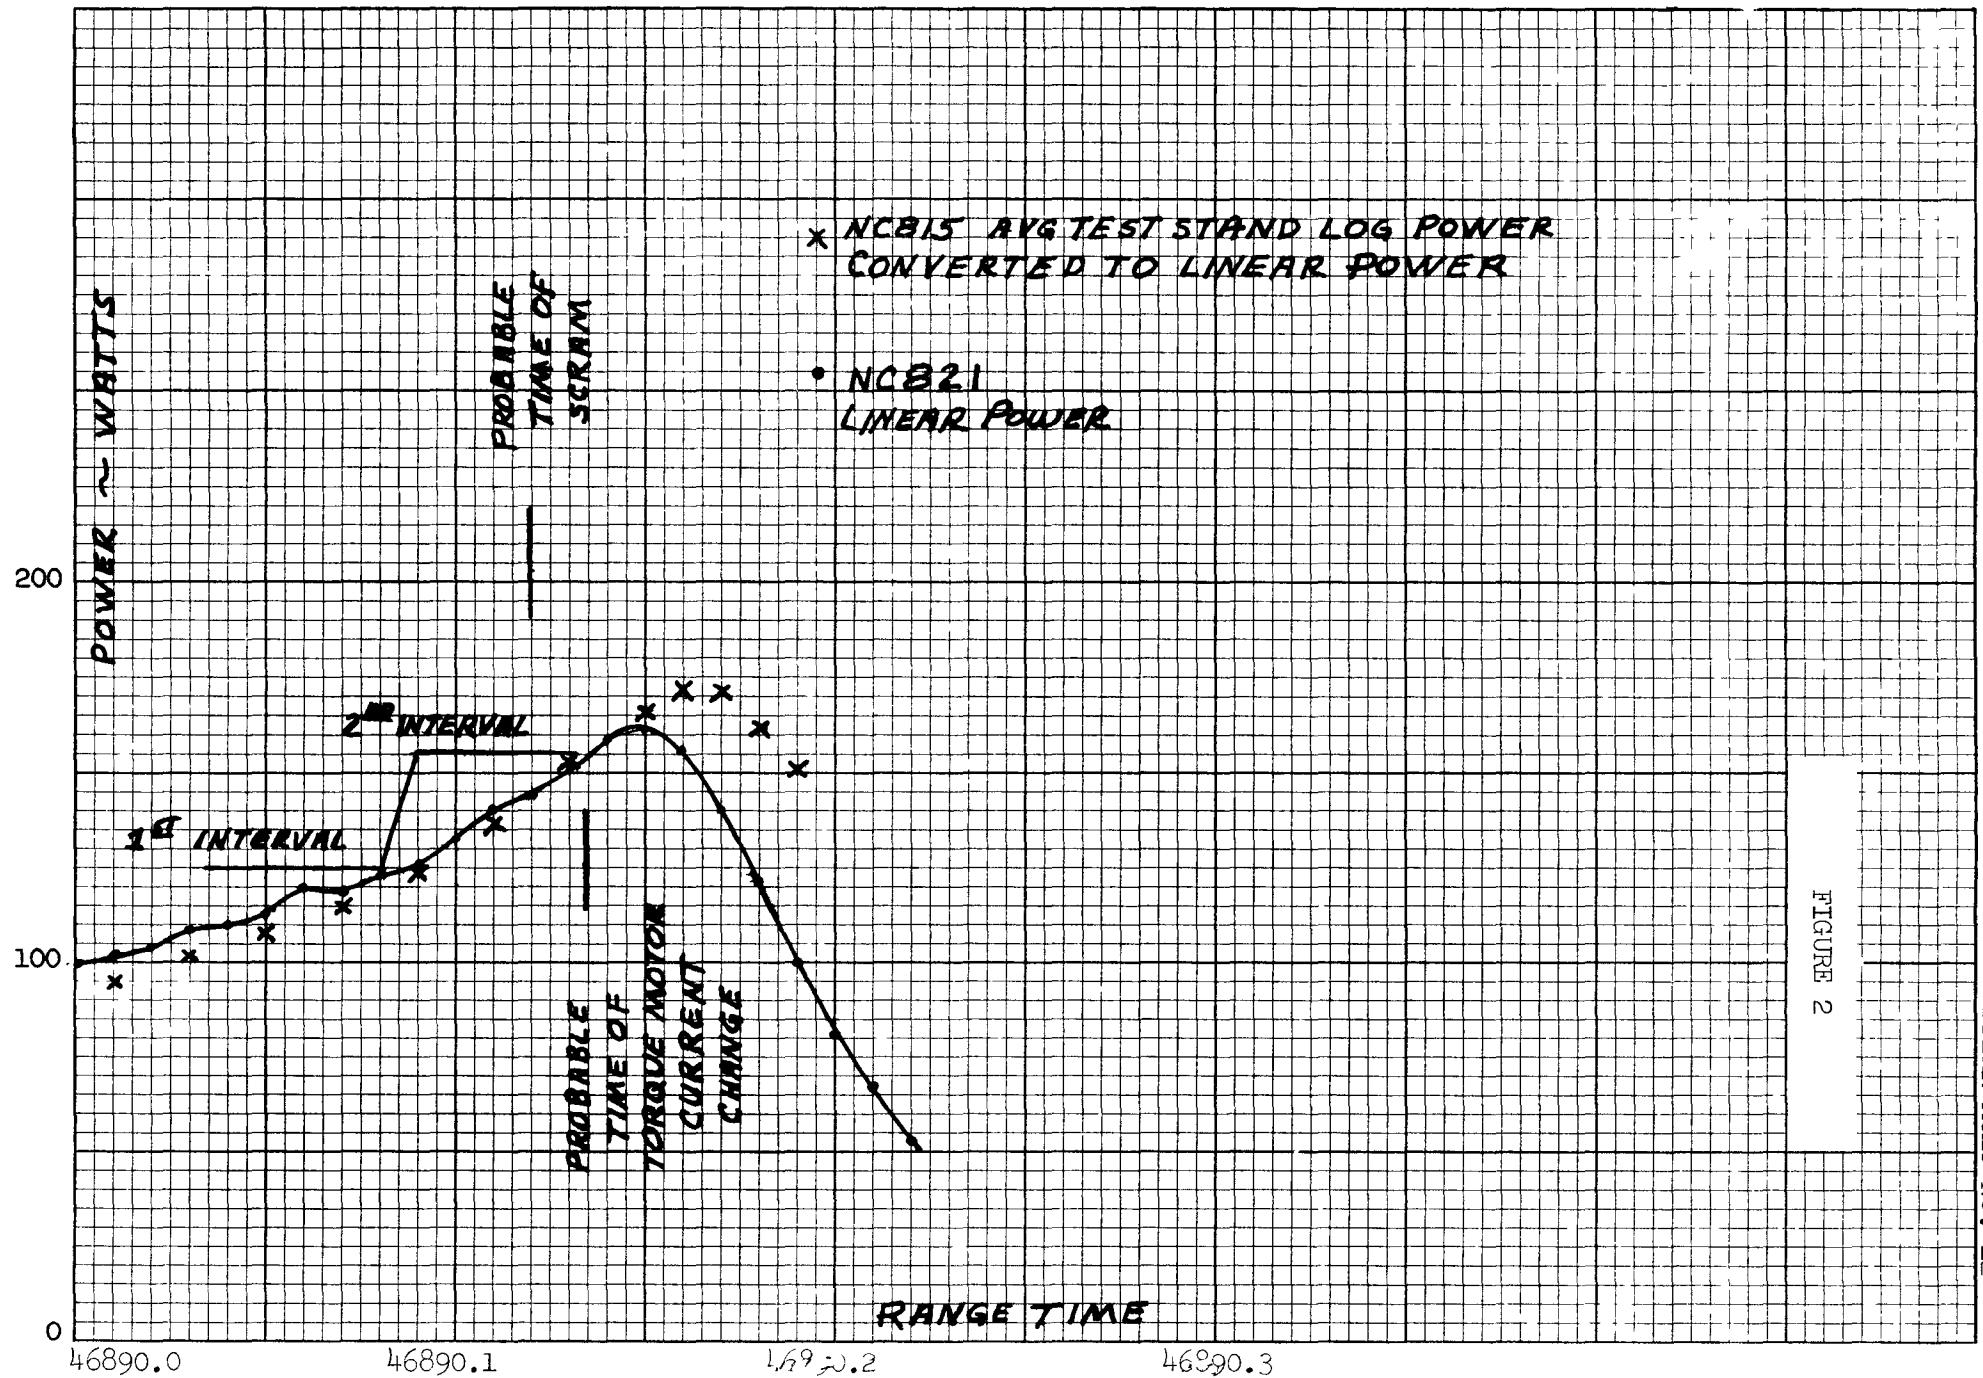 NC815 AVG TEST STAND LOG POWER
CONVERTED TO LINEAR POWER
NC821
LINEAR POWER
PROBABLE
TIME OF
SCRAM
POWER ~ WATTS
200
100
0
2ND INTERVAL
1ST INTERVAL
PROBABLE
TIME OF
TORQUE MOTOR
CURRENT
CHANGE
FIGURE 2
RANGE TIME
46890.0
46890.1
46890.3